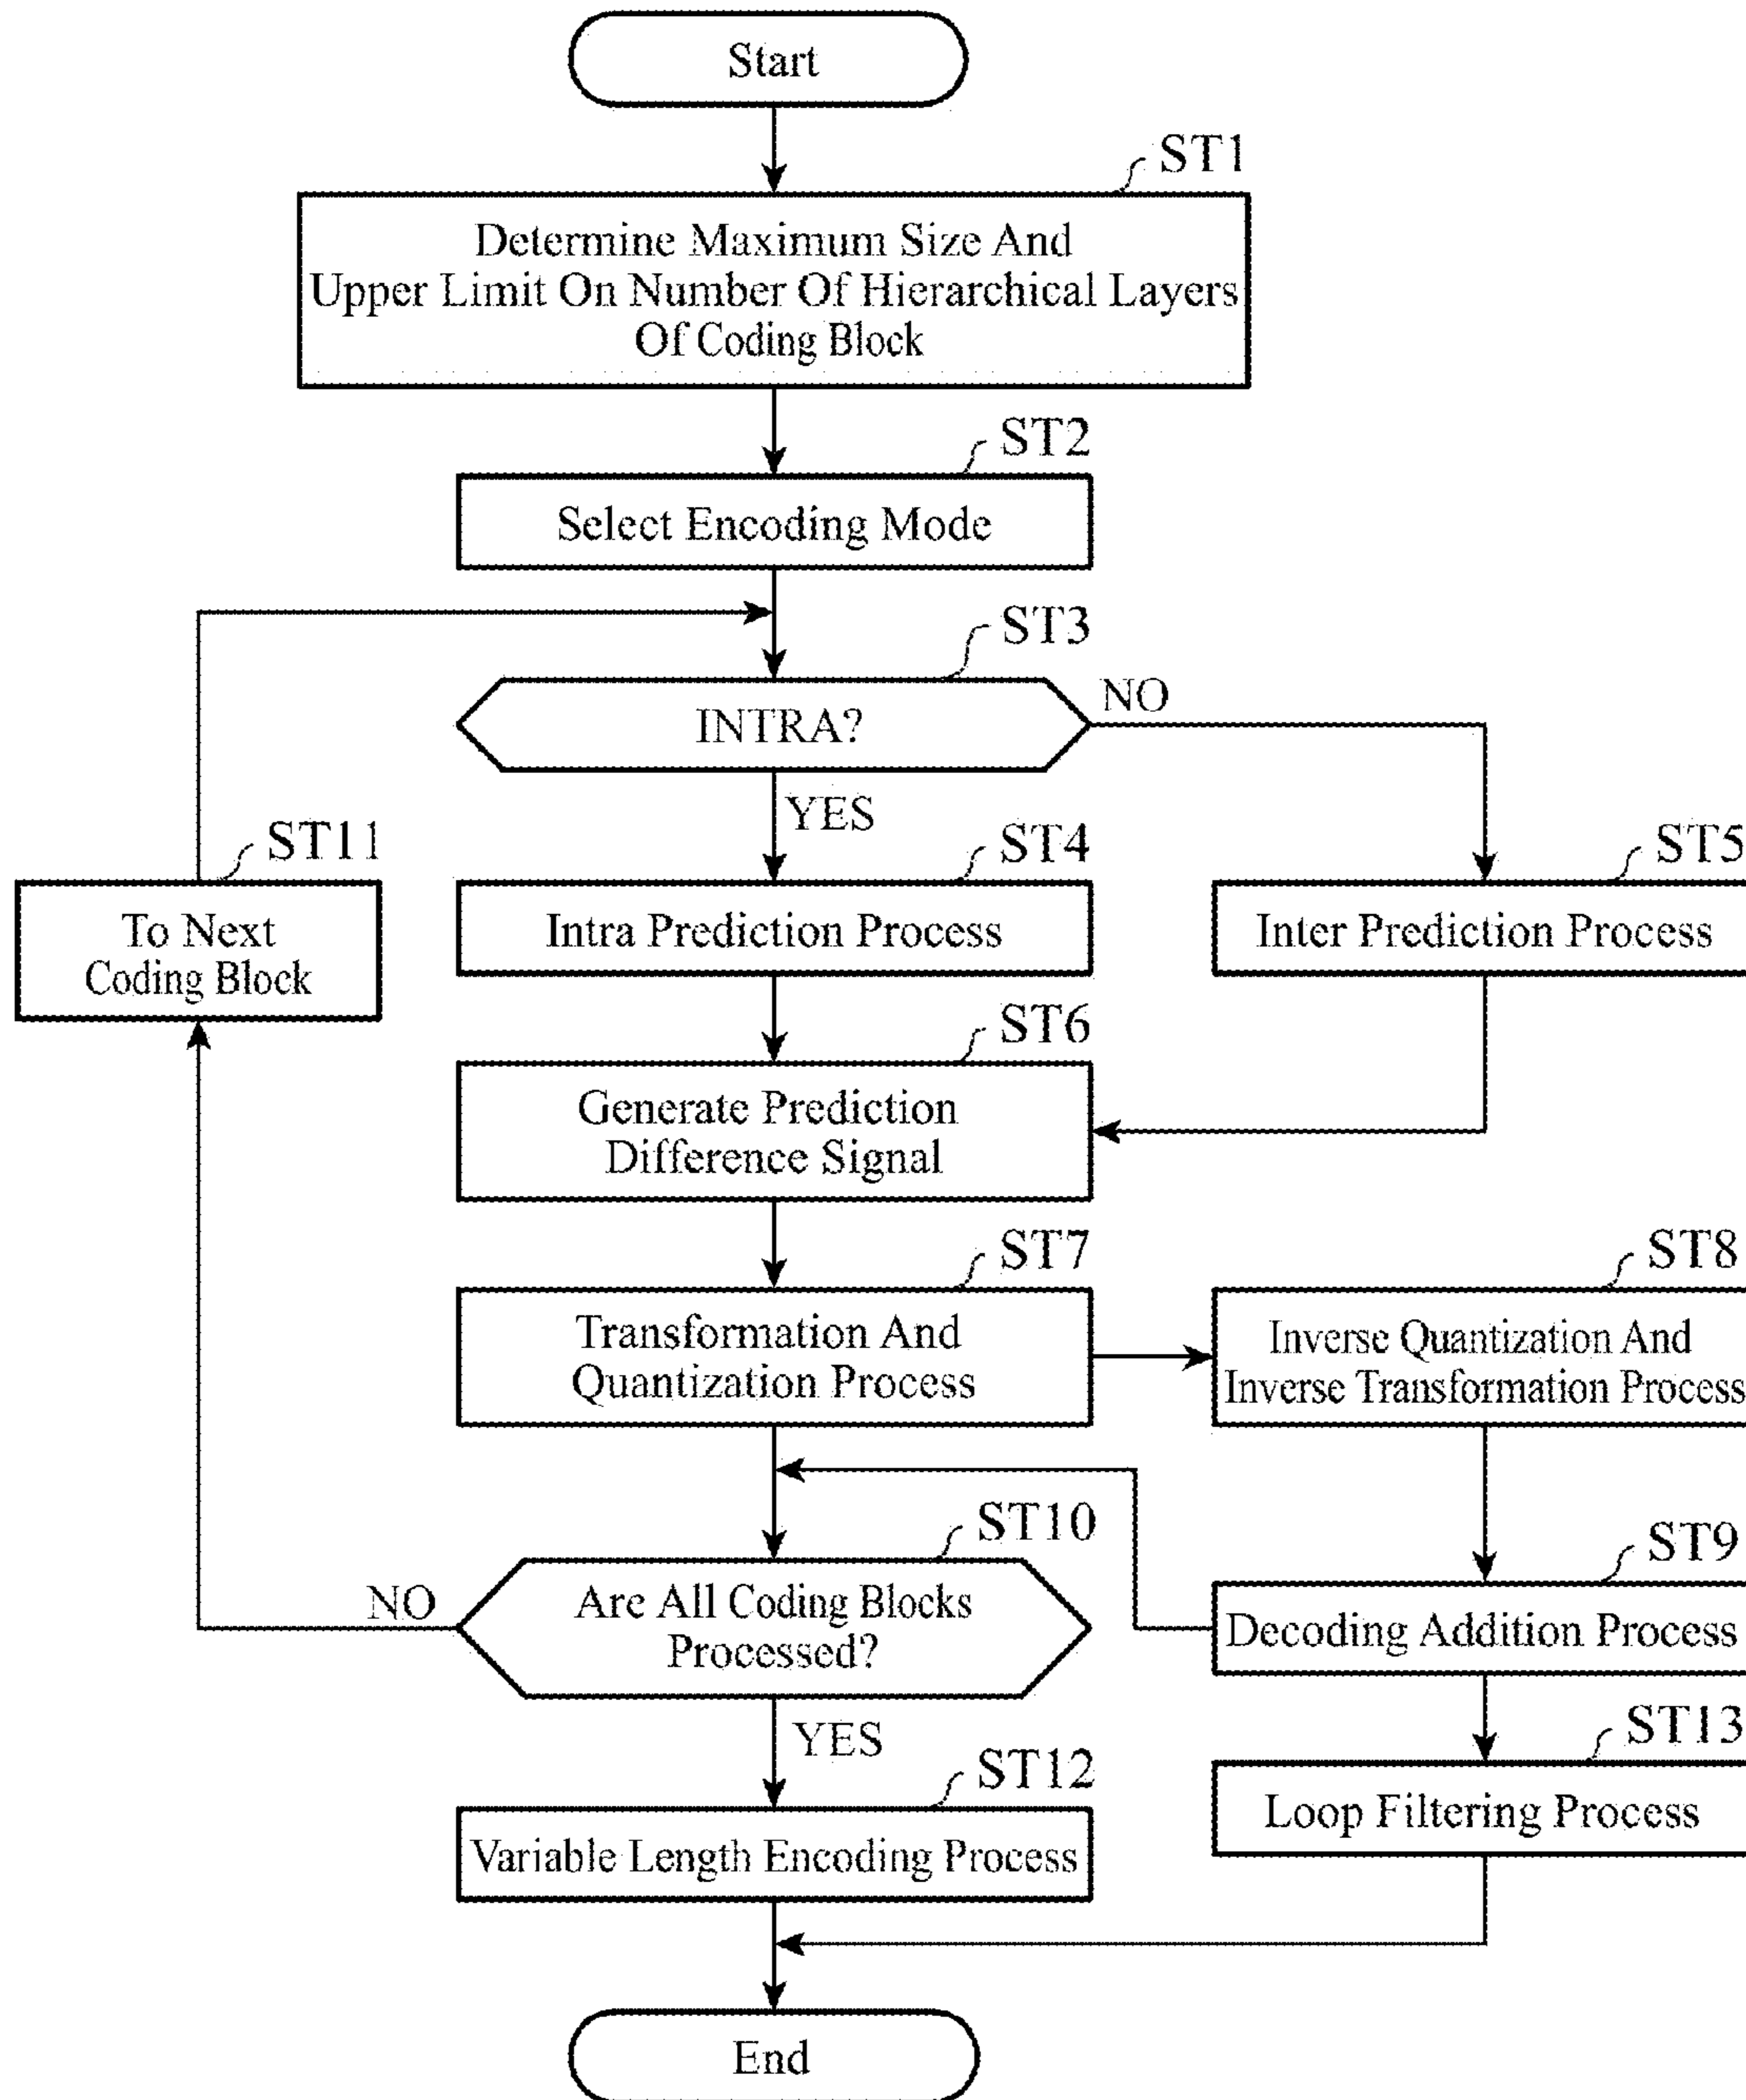 Start
ST1
Determine Maximum Size And
Upper Limit On Number Of Hierarchical Layers
Of Coding Block
ST2
Select Encoding Mode
ST3
INTRA?
NO
YES
ST11
To Next
Coding Block
ST4
Intra Prediction Process
ST5
Inter Prediction Process
ST6
Generate Prediction
Difference Signal
ST7
Transformation And
Quantization Process
ST8
Inverse Quantization And
Inverse Transformation Process
ST10
Are All Coding Blocks
Processed?
NO
YES
ST9
Decoding Addition Process
ST12
Variable Length Encoding Process
ST13
Loop Filtering Process
End